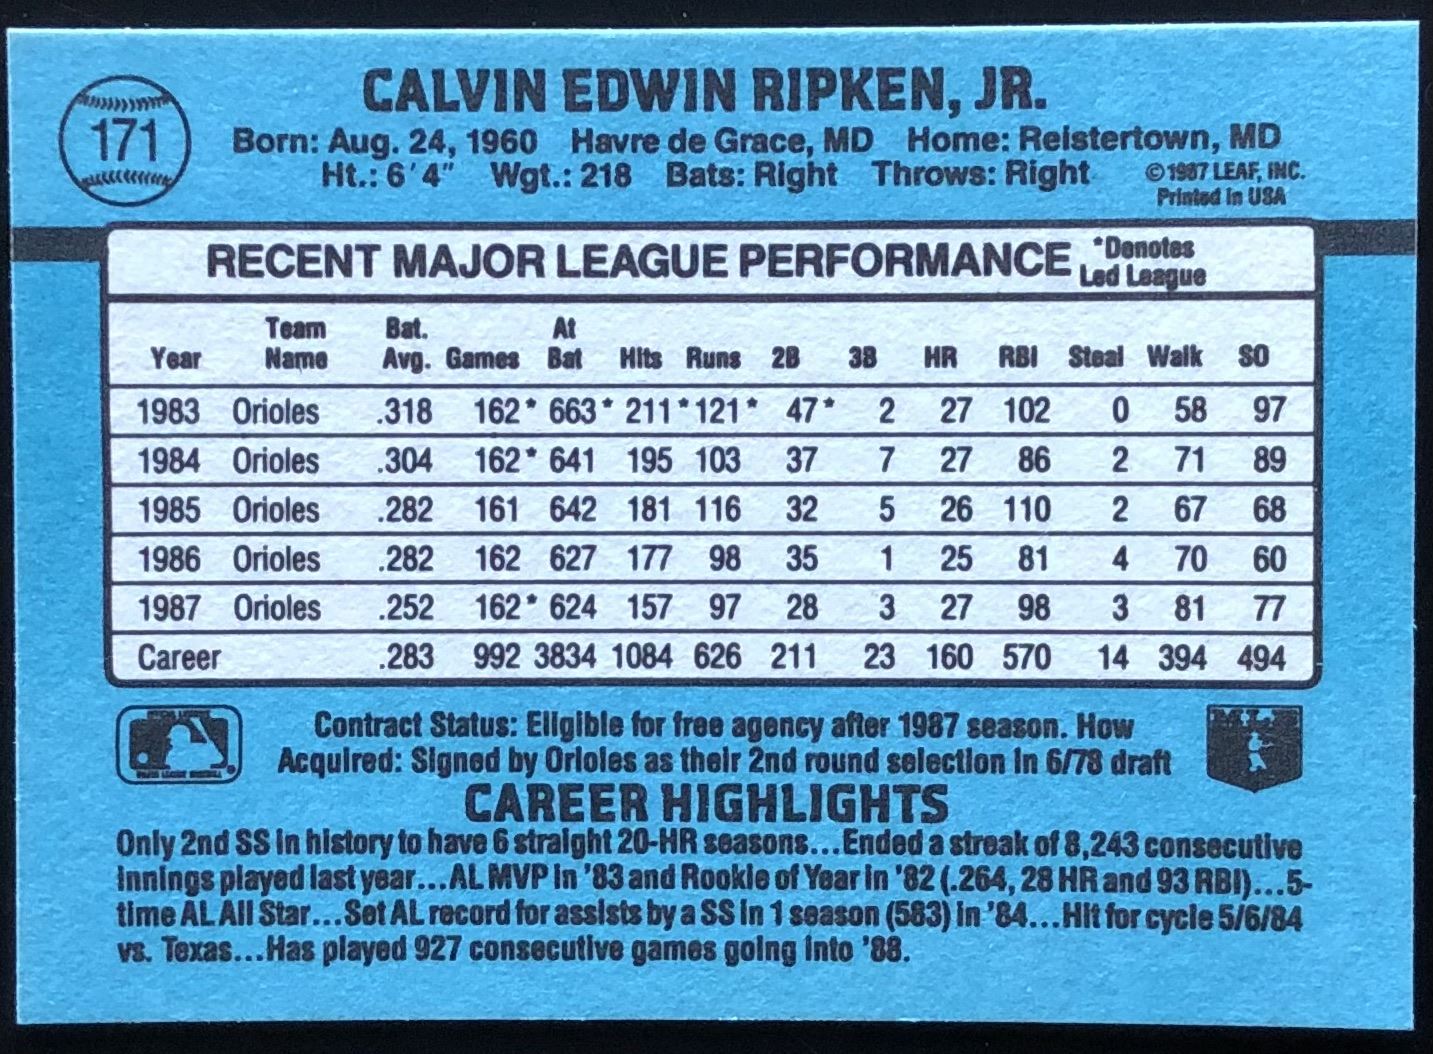 171
CALVIN EDWIN RIPKEN, JR.
Born: Aug. 24, 1960 Havre de Grace, MD Home: Reistertown, MD
Ht.: 6'4" Wgt.: 218 Bats: Right Throws: Right
©1987 LEAF, INC.
Printed in USA
RECENT MAJOR LEAGUE PERFORMANCE *Denotes Led League
Year Team Name Bat. Avg. Games At Bat Hits Runs 2B 3B HR RBI Steal Walk SO
1983 Orioles .318 162* 663* 211* 121* 47* 2 27 102 0 58 97
1984 Orioles .304 162* 641 195 103 37 7 27 86 2 71 89
1985 Orioles .282 161 642 181 116 32 5 26 110 2 67 68
1986 Orioles .282 162 627 177 98 35 1 25 81 4 70 60
1987 Orioles .252 162* 624 157 97 28 3 27 98 3 81 77
Career .283 992 3834 1084 626 211 23 160 570 14 394 494
Contract Status: Eligible for free agency after 1987 season. How
Acquired: Signed by Orioles as their 2nd round selection in 6/78 draft
CAREER HIGHLIGHTS
Only 2nd SS in history to have 6 straight 20-HR seasons...Ended a streak of 8,243 consecutive
innings played last year...AL MVP in '83 and Rookie of Year in '82 (.264, 28 HR and 93 RBI)...5-
time AL All Star...Set AL record for assists by a SS in 1 season (583) in '84...Hit for cycle 5/6/84
vs. Texas...Has played 927 consecutive games going into '88.